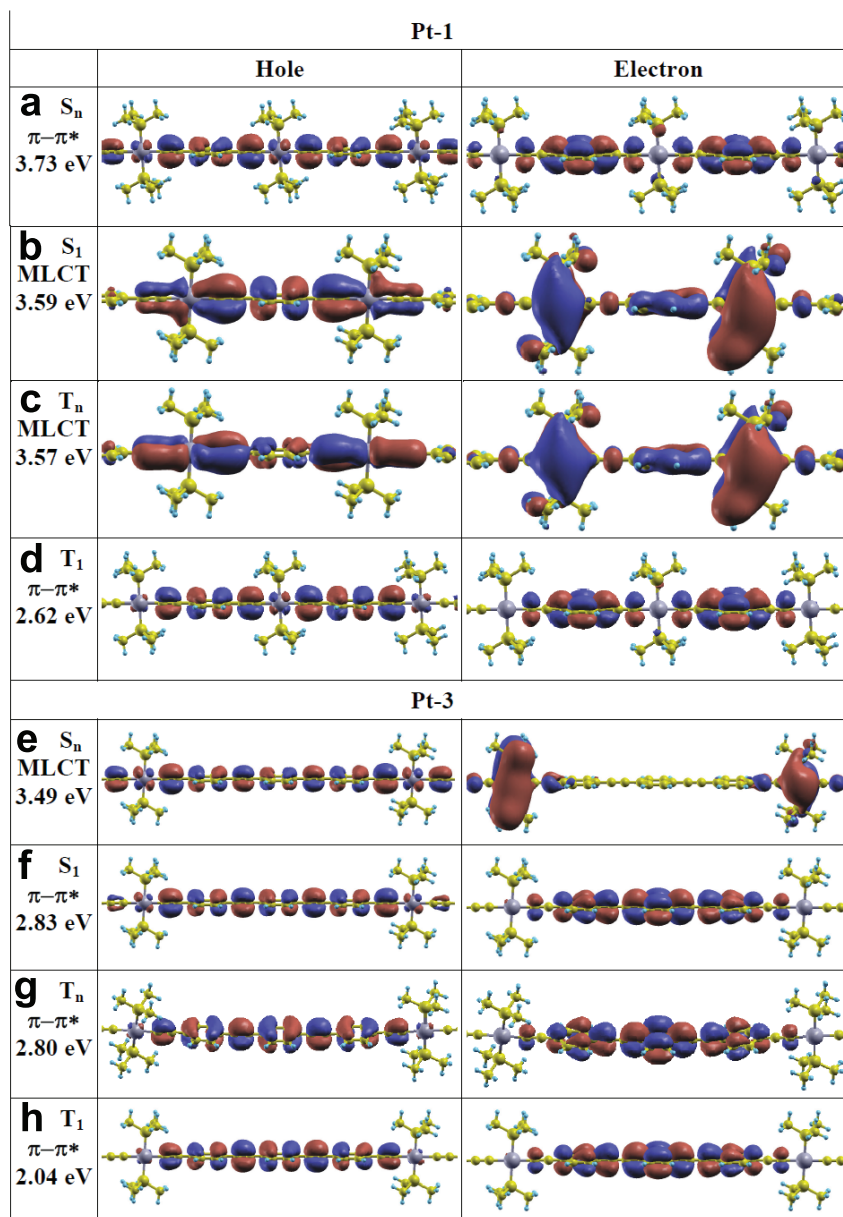 Pt-1
Hole Electron
a Sₙ
π–π*
3.73 eV
b S₁
MLCT
3.59 eV
c Tₙ
MLCT
3.57 eV
d T₁
π–π*
2.62 eV
Pt-3
e Sₙ
MLCT
3.49 eV
f S₁
π–π*
2.83 eV
g Tₙ
π–π*
2.80 eV
h T₁
π–π*
2.04 eV